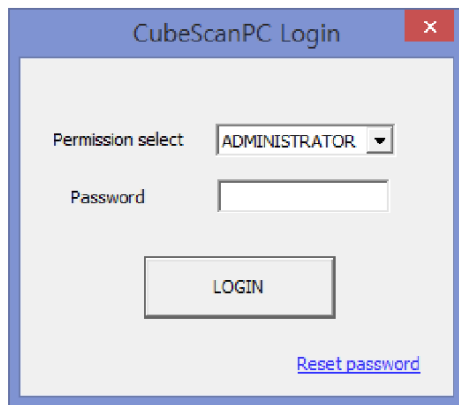 CubeScanPC Login
Permission select ADMINISTRATOR
Password
LOGIN
Reset password